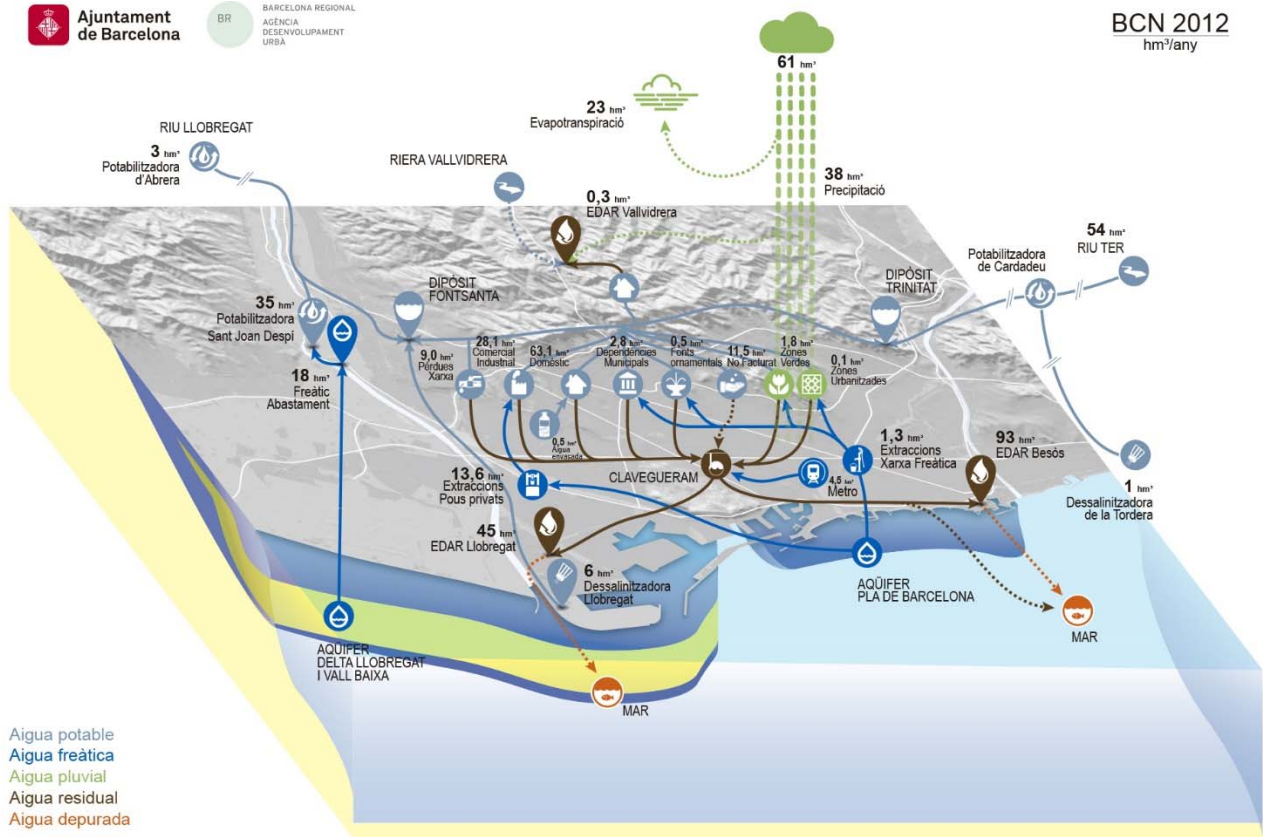 Ajuntament
de Barcelona
BR
BARCELONA REGIONAL
AGÈNCIA
DESENVOLUPAMENT
URBÀ
BCN 2012
hm³/any
61 hm³
23 hm³
Evapotranspiració
38 hm³
Precipitació
RIU LLOBREGAT
3 hm³
Potabilitzadora
d'Abrera
RIERA VALLVIDRERA
0,3 hm³
EDAR Vallvidrera
54 hm³
RIU TER
Potabilitzadora
de Cardadeu
DIPÒSIT
TRINITAT
DIPÒSIT
FONTSANTA
35 hm³
Potabilitzadora
Sant Joan Despí
18 hm³
Freàtic
Abastament
9,0 hm³
Pèrdues
Xarxa
28,1 hm³
Comercial
Industrial
63,1 hm³
Domèstic
2,8 hm³
Dependències
Municipals
0,5 hm³
Fonts
ornamentals
11,5 hm³
No Facturat
1,8 hm³
Zones
Verdes
0,1 hm³
Zones
Urbanitzades
0,5 hm³
Aigua
envasada
CLAVEGUERAM
4,5 hm³
Metro
1,3 hm³
Extraccions
Xarxa Freàtica
93 hm³
EDAR Besòs
1 hm³
Dessalinitzadora
de la Tordera
13,6 hm³
Extraccions
Pous privats
45 hm³
EDAR Llobregat
6 hm³
Dessalinitzadora
Llobregat
AQÜIFER
PLA DE BARCELONA
MAR
AQÜIFER
DELTA LLOBREGAT
I VALL BAIXA
MAR
Aigua potable
Aigua freàtica
Aigua pluvial
Aigua residual
Aigua depurada